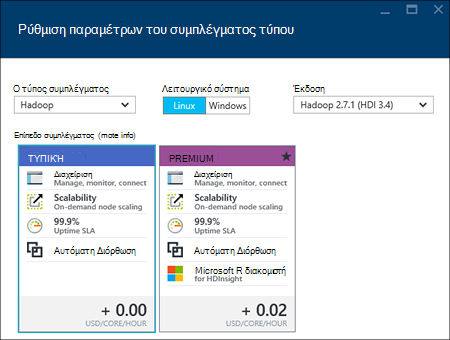 Ρύθμιση παραμέτρων του συμπλέγματος τύπου
Ο τύπος συμπλέγματος Λειτουργικό σύστημα Έκδοση
Hadoop Linux Windows Hadoop 2.7.1 (HDI 3.4)
Επίπεδα συμπλέγματος (mote info)
ΤΥΠΙΚΉ
Διαχείριση
Manage, monitor, connect
Scalability
On-demand node scaling
99.9%
Uptime SLA
Αυτόματη Διόρθωση
+ 0.00
USD/CORE/HOUR
PREMIUM
Διαχείριση
Manage, monitor, connect
Scalability
On-demand node scaling
99.9%
Uptime SLA
Αυτόματη Διόρθωση
Microsoft R διακομιστή
for HDInsight
+ 0.02
USD/CORE/HOUR